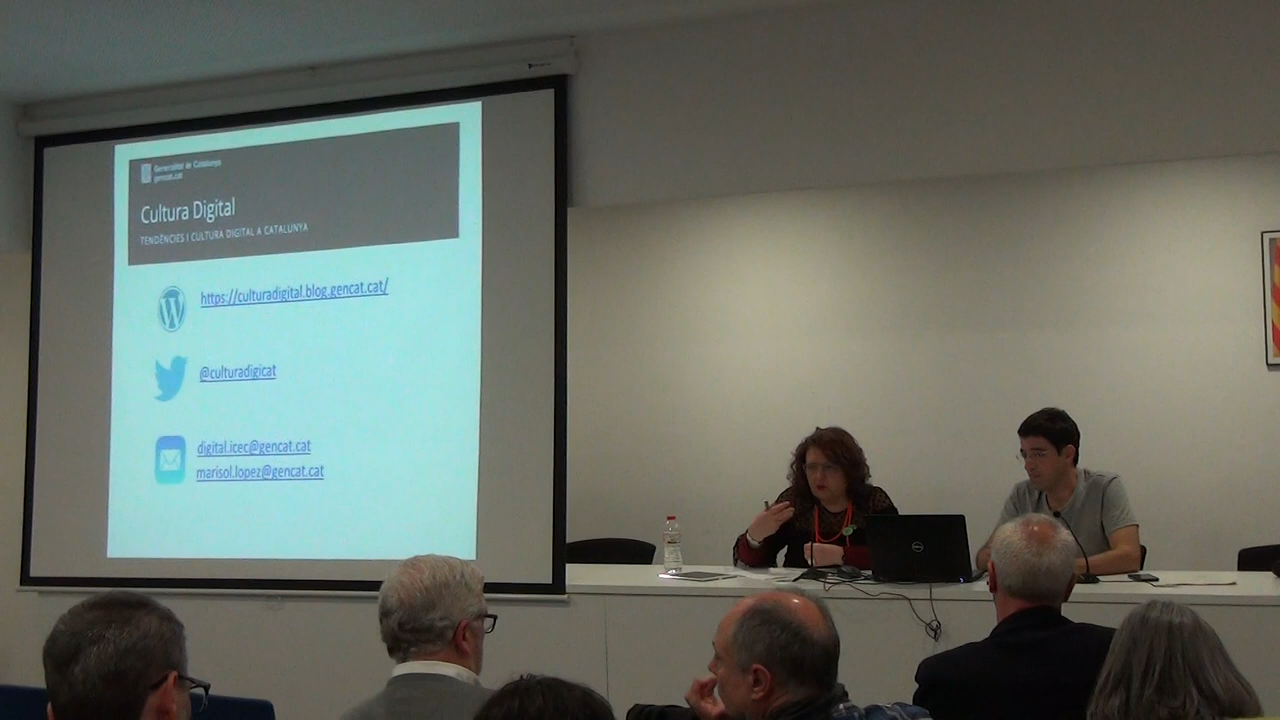 Generalitat de Catalunya
gencat.cat
Cultura Digital
TENDÈNCIES I CULTURA DIGITAL A CATALUNYA
https://culturadigital.blog.gencat.cat/
@culturadigicat
digital.icec@gencat.cat
marisol.lopez@gencat.cat
DELL